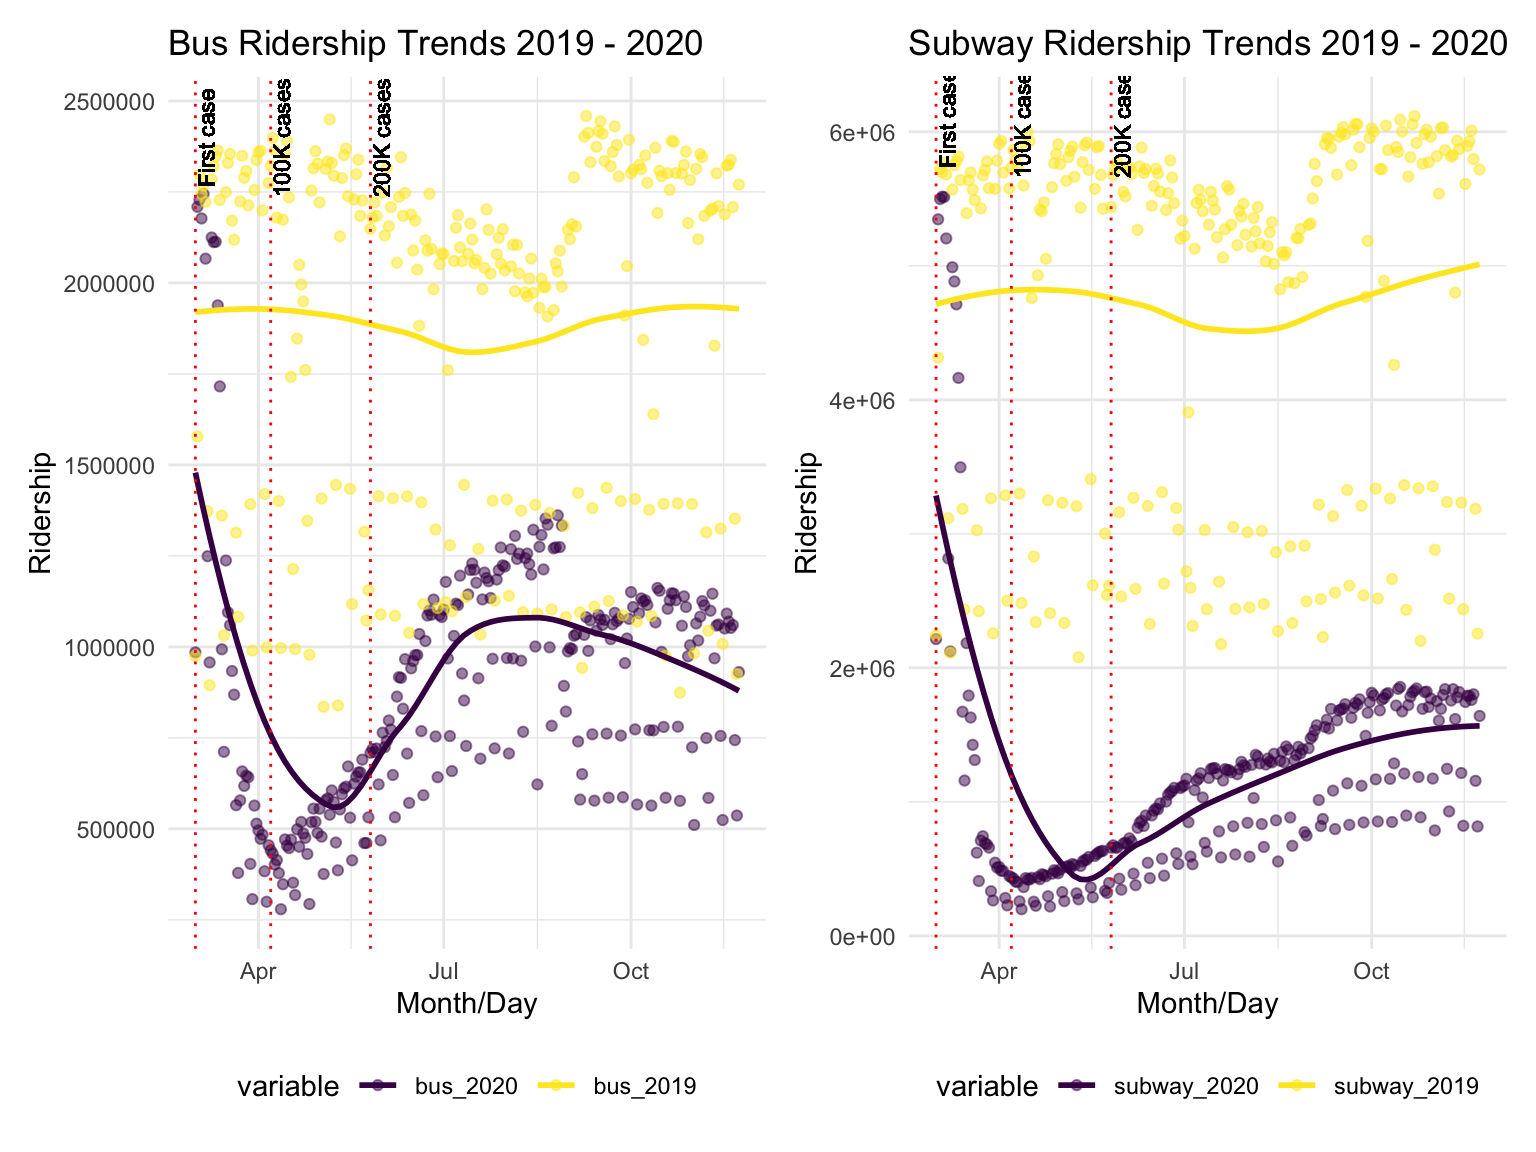 Bus Ridership Trends 2019 - 2020
2500000
2000000
1500000
1000000
500000
Ridership
First case
100K cases
200K cases
Apr
Jul
Oct
Month/Day
variable
bus_2020
bus_2019
Subway Ridership Trends 2019 - 2020
6e+06
4e+06
2e+06
0e+00
Ridership
First case
100K case
200K case
Apr
Jul
Oct
Month/Day
variable
subway_2020
subway_2019